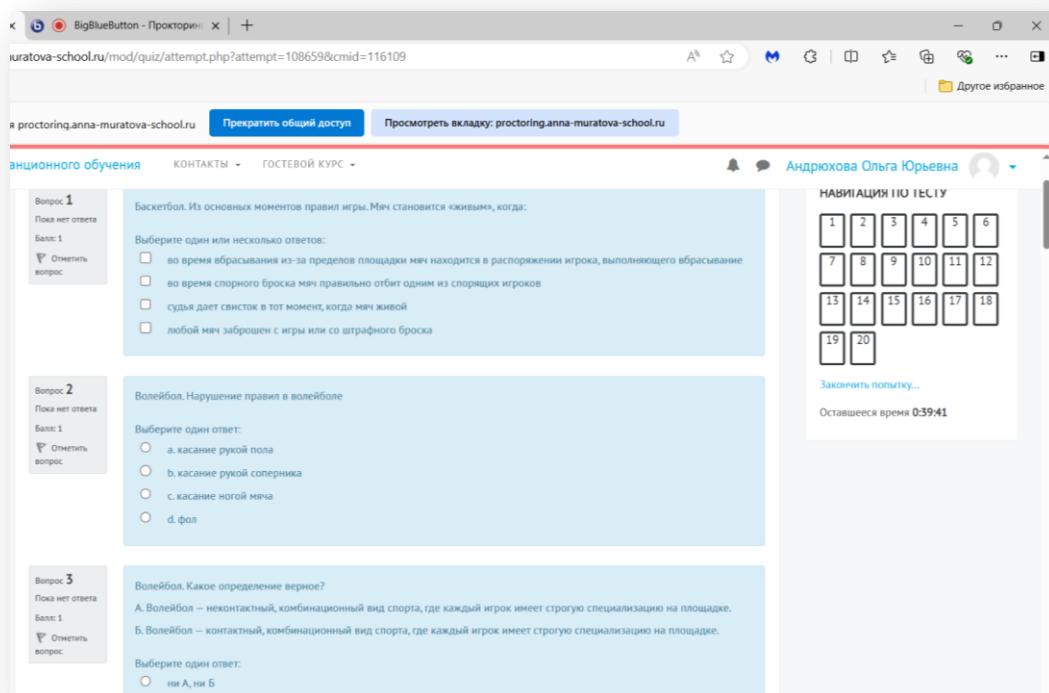 BigBlueButton - Прокторин
muratova-school.ru/mod/quiz/attempt.php?attempt=108659&cmid=116109
Другое избранное
я proctoring.anna-muratova-school.ru Прекратить общий доступ Просмотреть вкладку: proctoring.anna-muratova-school.ru
анционного обучения КОНТАКТЫ ГОСТЕВОЙ КУРС Андрюхова Ольга Юрьевна
Вопрос 1
Пока нет ответа
Балл: 1
Отметить
вопрос
Баскетбол. Из основных моментов правил игры. Мяч становится «живым», когда:
Выберите один или несколько ответов:
во время вбрасывания из-за пределов площадки мяч находится в распоряжении игрока, выполняющего вбрасывание
во время спорного броска мяч правильно отбит одним из спорящих игроков
судья дает свисток в тот момент, когда мяч живой
любой мяч заброшен с игры или со штрафного броска
Вопрос 2
Пока нет ответа
Балл: 1
Отметить
вопрос
Волейбол. Нарушение правил в волейболе
Выберите один ответ:
a. касание рукой пола
b. касание рукой соперника
c. касание ногой мяча
d. фол
Вопрос 3
Пока нет ответа
Балл: 1
Отметить
вопрос
Волейбол. Какое определение верное?
А. Волейбол — неконтактный, комбинационный вид спорта, где каждый игрок имеет строгую специализацию на площадке.
Б. Волейбол — контактный, комбинационный вид спорта, где каждый игрок имеет строгую специализацию на площадке.
Выберите один ответ:
ни А, ни Б
НАВИГАЦИЯ ПО ТЕСТУ
1 2 3 4 5 6
7 8 9 10 11 12
13 14 15 16 17 18
19 20
Закончить попытку...
Оставшееся время 0:39:41